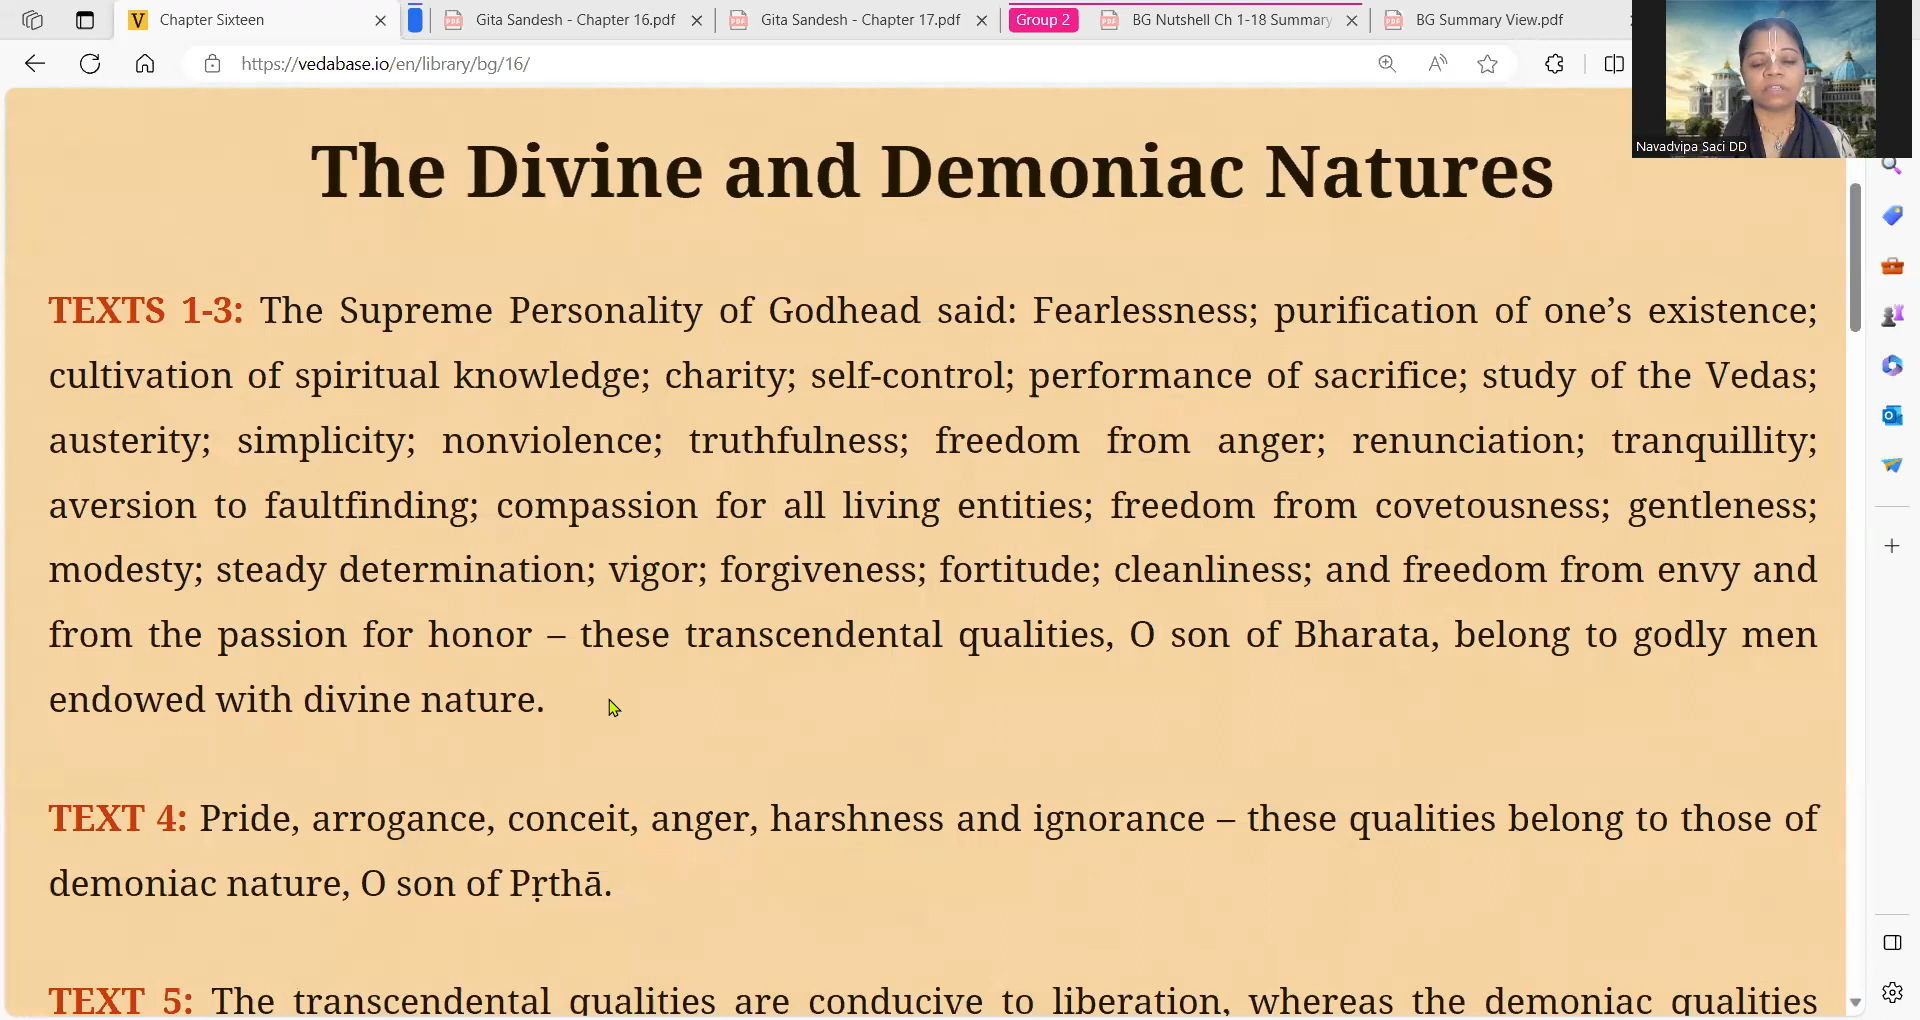 Chapter Sixteen
Gita Sandesh - Chapter 16.pdf
Gita Sandesh - Chapter 17.pdf
Group 2
BG Nutshell Ch 1-18 Summary
BG Summary View.pdf
https://vedabase.io/en/library/bg/16/
Navadvipa Saci DD
The Divine and Demoniac Natures
TEXTS 1-3: The Supreme Personality of Godhead said: Fearlessness; purification of one’s existence;
cultivation of spiritual knowledge; charity; self-control; performance of sacrifice; study of the Vedas;
austerity; simplicity; nonviolence; truthfulness; freedom from anger; renunciation; tranquillity;
aversion to faultfinding; compassion for all living entities; freedom from covetousness; gentleness;
modesty; steady determination; vigor; forgiveness; fortitude; cleanliness; and freedom from envy and
from the passion for honor – these transcendental qualities, O son of Bharata, belong to godly men
endowed with divine nature.
TEXT 4: Pride, arrogance, conceit, anger, harshness and ignorance – these qualities belong to those of
demoniac nature, O son of Pṛthā.
TEXT 5: The transcendental qualities are conducive to liberation, whereas the demoniac qualities